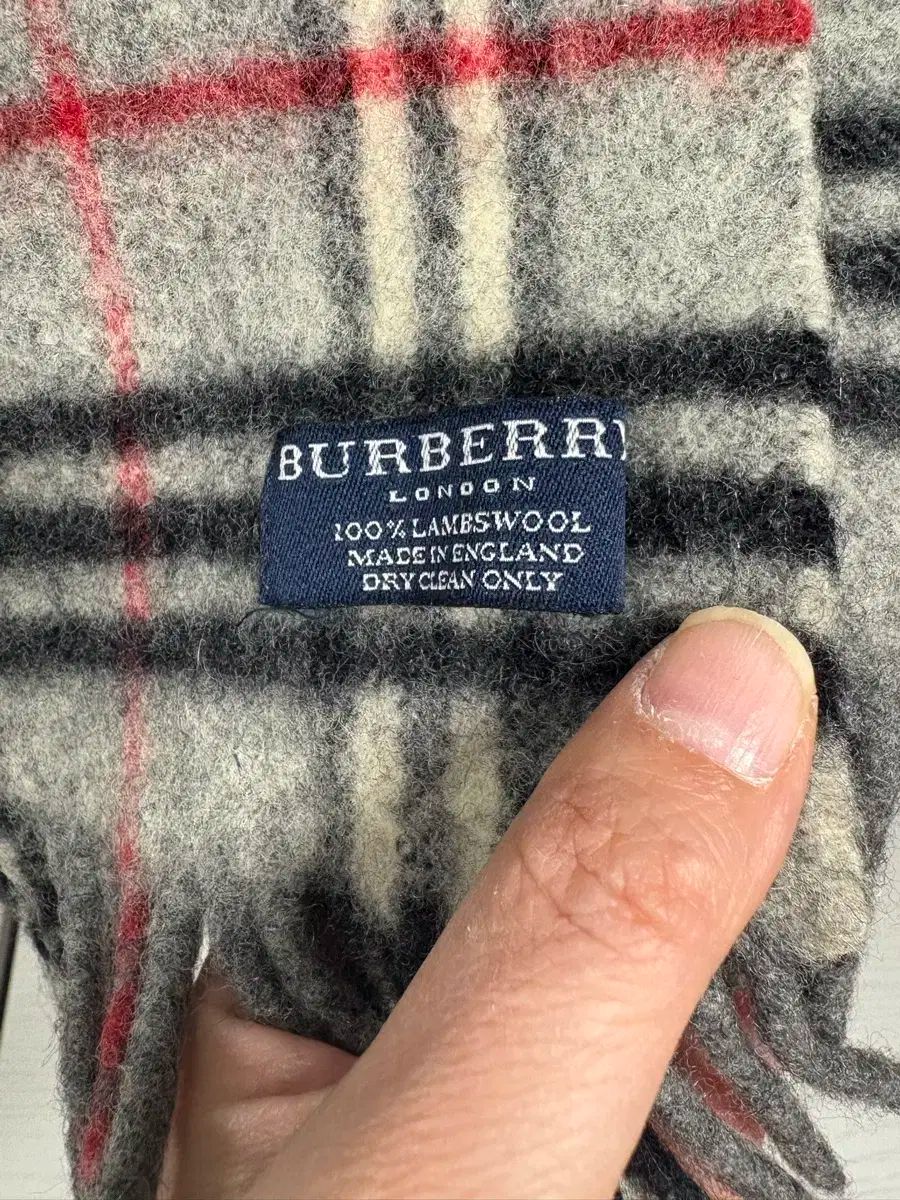 BURBERRY
LONDON
100% LAMBSWOOL
MADE IN ENGLAND
DRY CLEAN ONLY